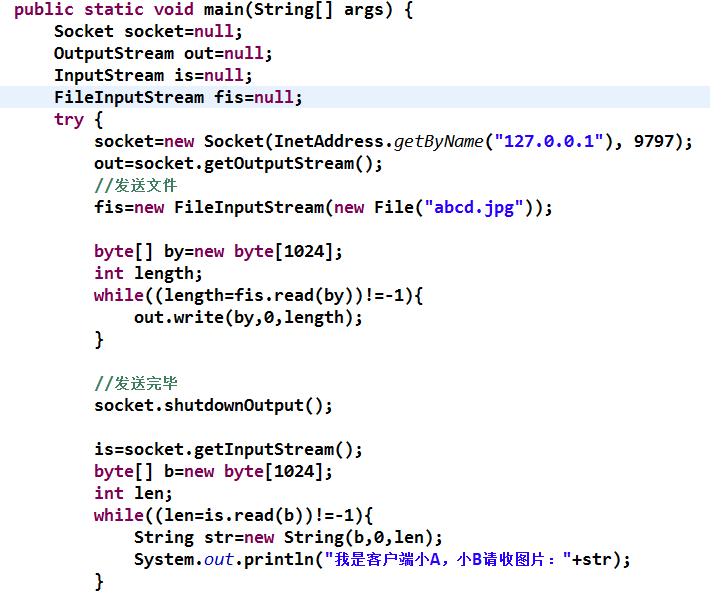 public static void main(String[] args) {
Socket socket=null;
OutputStream out=null;
InputStream is=null;
FileInputStream fis=null;
try {
socket=new Socket(InetAddress.getByName("127.0.0.1"), 9797);
out=socket.getOutputStream();
//发送文件
fis=new FileInputStream(new File("abcd.jpg"));
byte[] by=new byte[1024];
int length;
while((length=fis.read(by))!=-1){
out.write(by,0,length);
}
//发送完毕
socket.shutdownOutput();
is=socket.getInputStream();
byte[] b=new byte[1024];
int len;
while((len=is.read(b))!=-1){
String str=new String(b,0,len);
System.out.println("我是客户端小A，小B请收图片："+str);
}